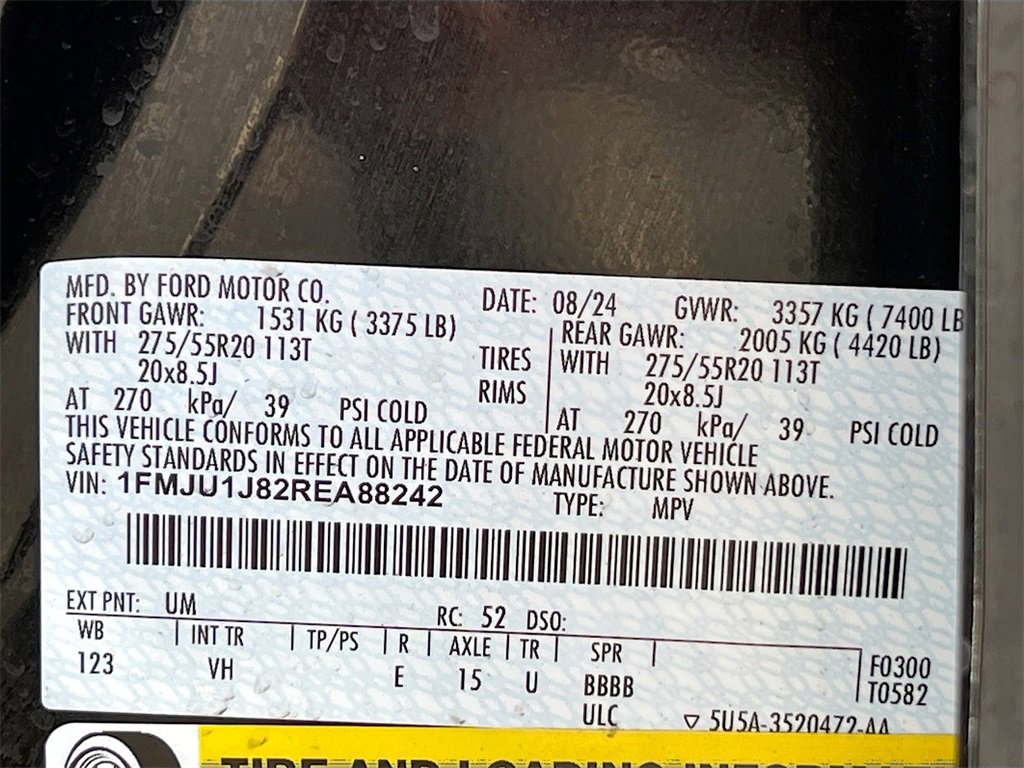 MFD. BY FORD MOTOR CO. DATE: 08/24 GVWR: 3357 KG ( 7400 LB
FRONT GAWR: 1531 KG ( 3375 LB) REAR GAWR: 2005 KG ( 4420 LB)
WITH 275/55R20 113T TIRES WITH 275/55R20 113T
20x8.5J RIMS 20x8.5J
AT 270 kPa/ 39 PSI COLD AT 270 kPa/ 39 PSI COLD
THIS VEHICLE CONFORMS TO ALL APPLICABLE FEDERAL MOTOR VEHICLE
SAFETY STANDARDS IN EFFECT ON THE DATE OF MANUFACTURE SHOWN ABOVE.
VIN: 1FMJU1J82REA88242 TYPE: MPV
EXT PNT: UM RC: 52 DSO:
WB INT TR TP/PS R AXLE TR SPR
123 VH E 15 U BBBB
ULC
F0300
T0582
5U5A-3520472-AA
TIRE AND LOADING INFORM